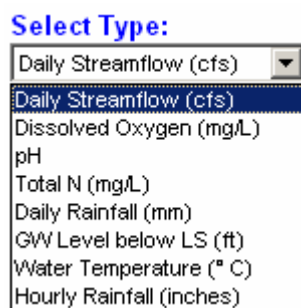 Select Type:
Daily Streamflow (cfs)
Daily Streamflow (cfs)
Dissolved Oxygen (mg/L)
pH
Total N (mg/L)
Daily Rainfall (mm)
GW Level below LS (ft)
Water Temperature (° C)
Hourly Rainfall (inches)